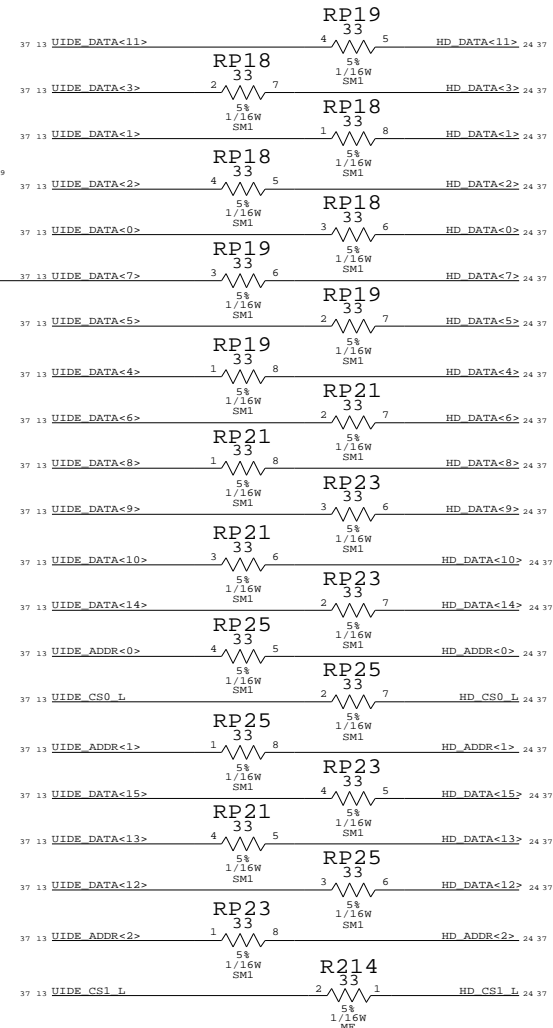 RP19
33
37 13 UIDE_DATA<11> 4 5 HD_DATA<11> 24 37
5%
1/16W
SM1
RP18
33
37 13 UIDE_DATA<3> 2 7 HD_DATA<3> 24 37
5%
1/16W
SM1
RP18
33
37 13 UIDE_DATA<1> 1 8 HD_DATA<1> 24 37
5%
1/16W
SM1
9
RP18
33
37 13 UIDE_DATA<2> 4 5 HD_DATA<2> 24 37
5%
1/16W
SM1
RP18
33
37 13 UIDE_DATA<0> 3 6 HD_DATA<0> 24 37
5%
1/16W
SM1
RP19
33
37 13 UIDE_DATA<7> 3 6 HD_DATA<7> 24 37
5%
1/16W
SM1
RP19
33
37 13 UIDE_DATA<5> 2 7 HD_DATA<5> 24 37
5%
1/16W
SM1
RP19
33
37 13 UIDE_DATA<4> 1 8 HD_DATA<4> 24 37
5%
1/16W
SM1
RP21
33
37 13 UIDE_DATA<6> 2 7 HD_DATA<6> 24 37
5%
1/16W
SM1
RP21
33
37 13 UIDE_DATA<8> 1 8 HD_DATA<8> 24 37
5%
1/16W
SM1
RP23
33
37 13 UIDE_DATA<9> 3 6 HD_DATA<9> 24 37
5%
1/16W
SM1
RP21
33
37 13 UIDE_DATA<10> 3 6 HD_DATA<10> 24 37
5%
1/16W
SM1
RP23
33
37 13 UIDE_DATA<14> 2 7 HD_DATA<14> 24 37
5%
1/16W
SM1
RP25
33
37 13 UIDE_ADDR<0> 4 5 HD_ADDR<0> 24 37
5%
1/16W
SM1
RP25
33
37 13 UIDE_CS0_L 2 7 HD_CS0_L 24 37
5%
1/16W
SM1
RP25
33
37 13 UIDE_ADDR<1> 1 8 HD_ADDR<1> 24 37
5%
1/16W
SM1
RP23
33
37 13 UIDE_DATA<15> 4 5 HD_DATA<15> 24 37
5%
1/16W
SM1
RP21
33
37 13 UIDE_DATA<13> 4 5 HD_DATA<13> 24 37
5%
1/16W
SM1
RP25
33
37 13 UIDE_DATA<12> 3 6 HD_DATA<12> 24 37
5%
1/16W
SM1
RP23
33
37 13 UIDE_ADDR<2> 1 8 HD_ADDR<2> 24 37
5%
1/16W
SM1
R214
33
37 13 UIDE_CS1_L 2 1 HD_CS1_L 24 37
5%
1/16W
MF